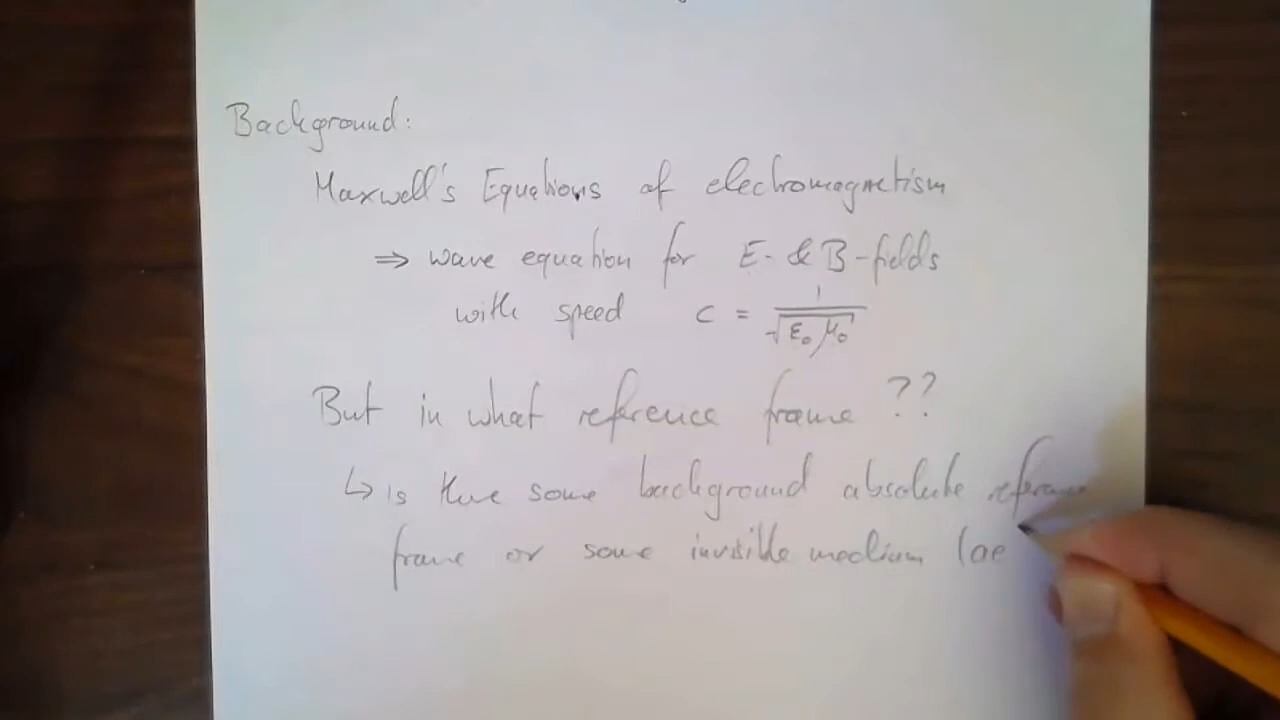 Background:
Maxwell's Equations of electromagnetism
⇒ wave equation for E- & B-fields
with speed c = 1/√ε₀μ₀
But in what reference frame ??
↳ is there some background absolute reference
frame or some invisible medium (ae